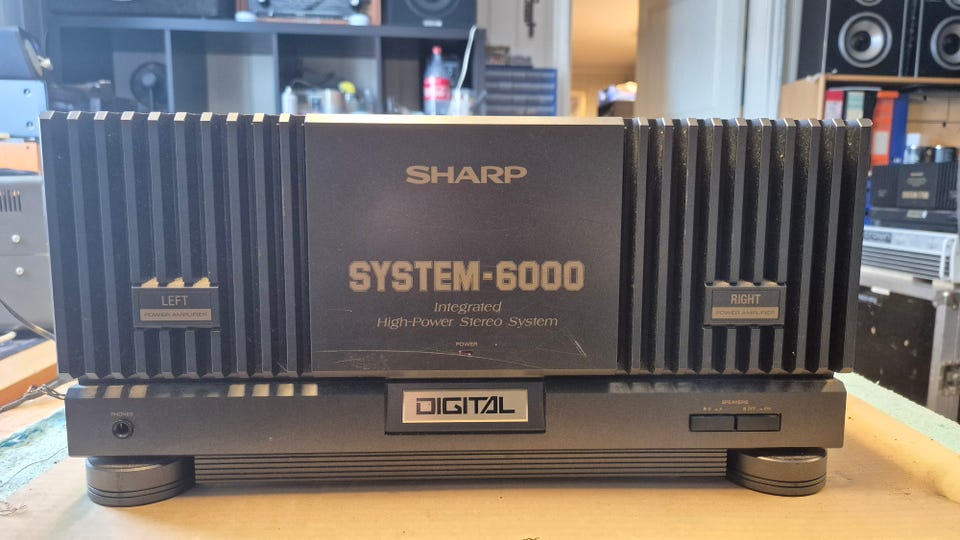 SHARP
SYSTEM-6000
Integrated
High-Power Stereo System
POWER
LEFT
POWER AMPLIFIER
RIGHT
POWER AMPLIFIER
DIGITAL
PHONES
SPEAKERS